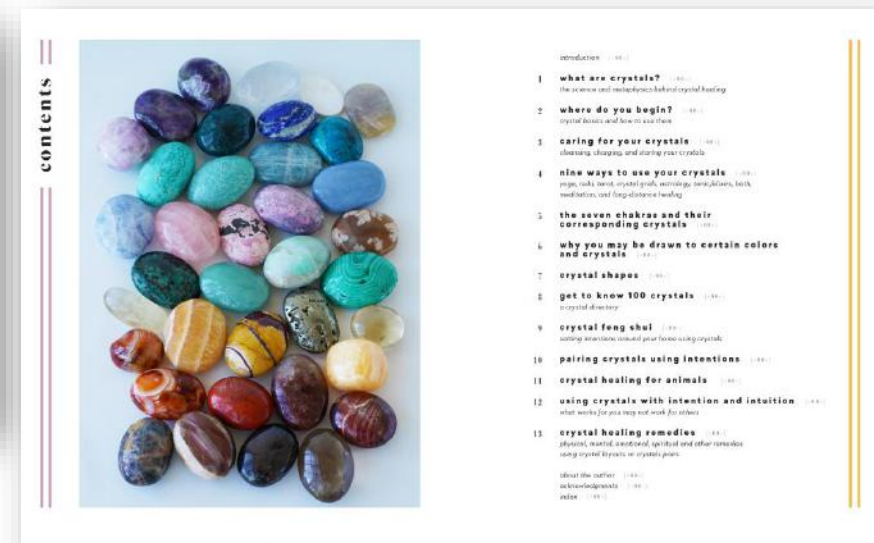 contents
introduction
1 what are crystals?
the science and metaphysics behind crystal healing
2 where do you begin?
crystal basics and how to use them
3 caring for your crystals
cleansing, charging, and storing your crystals
4 nine ways to use your crystals
yoga, reiki, tarot, crystal grids, astrology, tonics/elixirs, bath,
meditation, and long-distance healing
5 the seven chakras and their
corresponding crystals
6 why you may be drawn to certain colors
and crystals
7 crystal shapes
8 get to know 100 crystals
a crystal directory
9 crystal feng shui
setting intentions around your home using crystals
10 pairing crystals using intentions
11 crystal healing for animals
12 using crystals with intention and intuition
what works for you may not work for others
13 crystal healing remedies
physical, mental, emotional, spiritual and other remedies
using crystal layouts or crystals pairs
about the author
acknowledgments
index